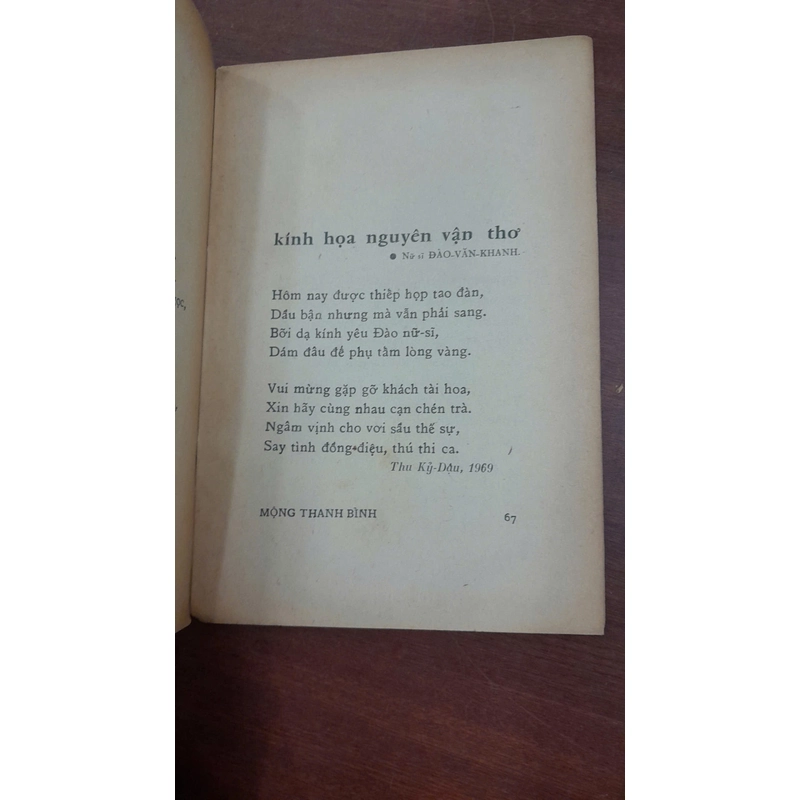 kính họa nguyên vận thơ
● Nữ sĩ ĐÀO-VĂN-KHANH.
Hôm nay được thiếp họp tao đàn,
Dầu bận nhưng mà vẫn phải sang.
Bỡi dạ kính yêu Đào nữ-sĩ,
Dám đâu để phụ tấm lòng vàng.
Vui mừng gặp gỡ khách tài hoa,
Xin hãy cùng nhau cạn chén trà.
Ngâm vịnh cho vơi sầu thế sự,
Say tình đồng điệu, thú thi ca.
Thu Kỷ-Dậu, 1969
MỘNG THANH BÌNH 67